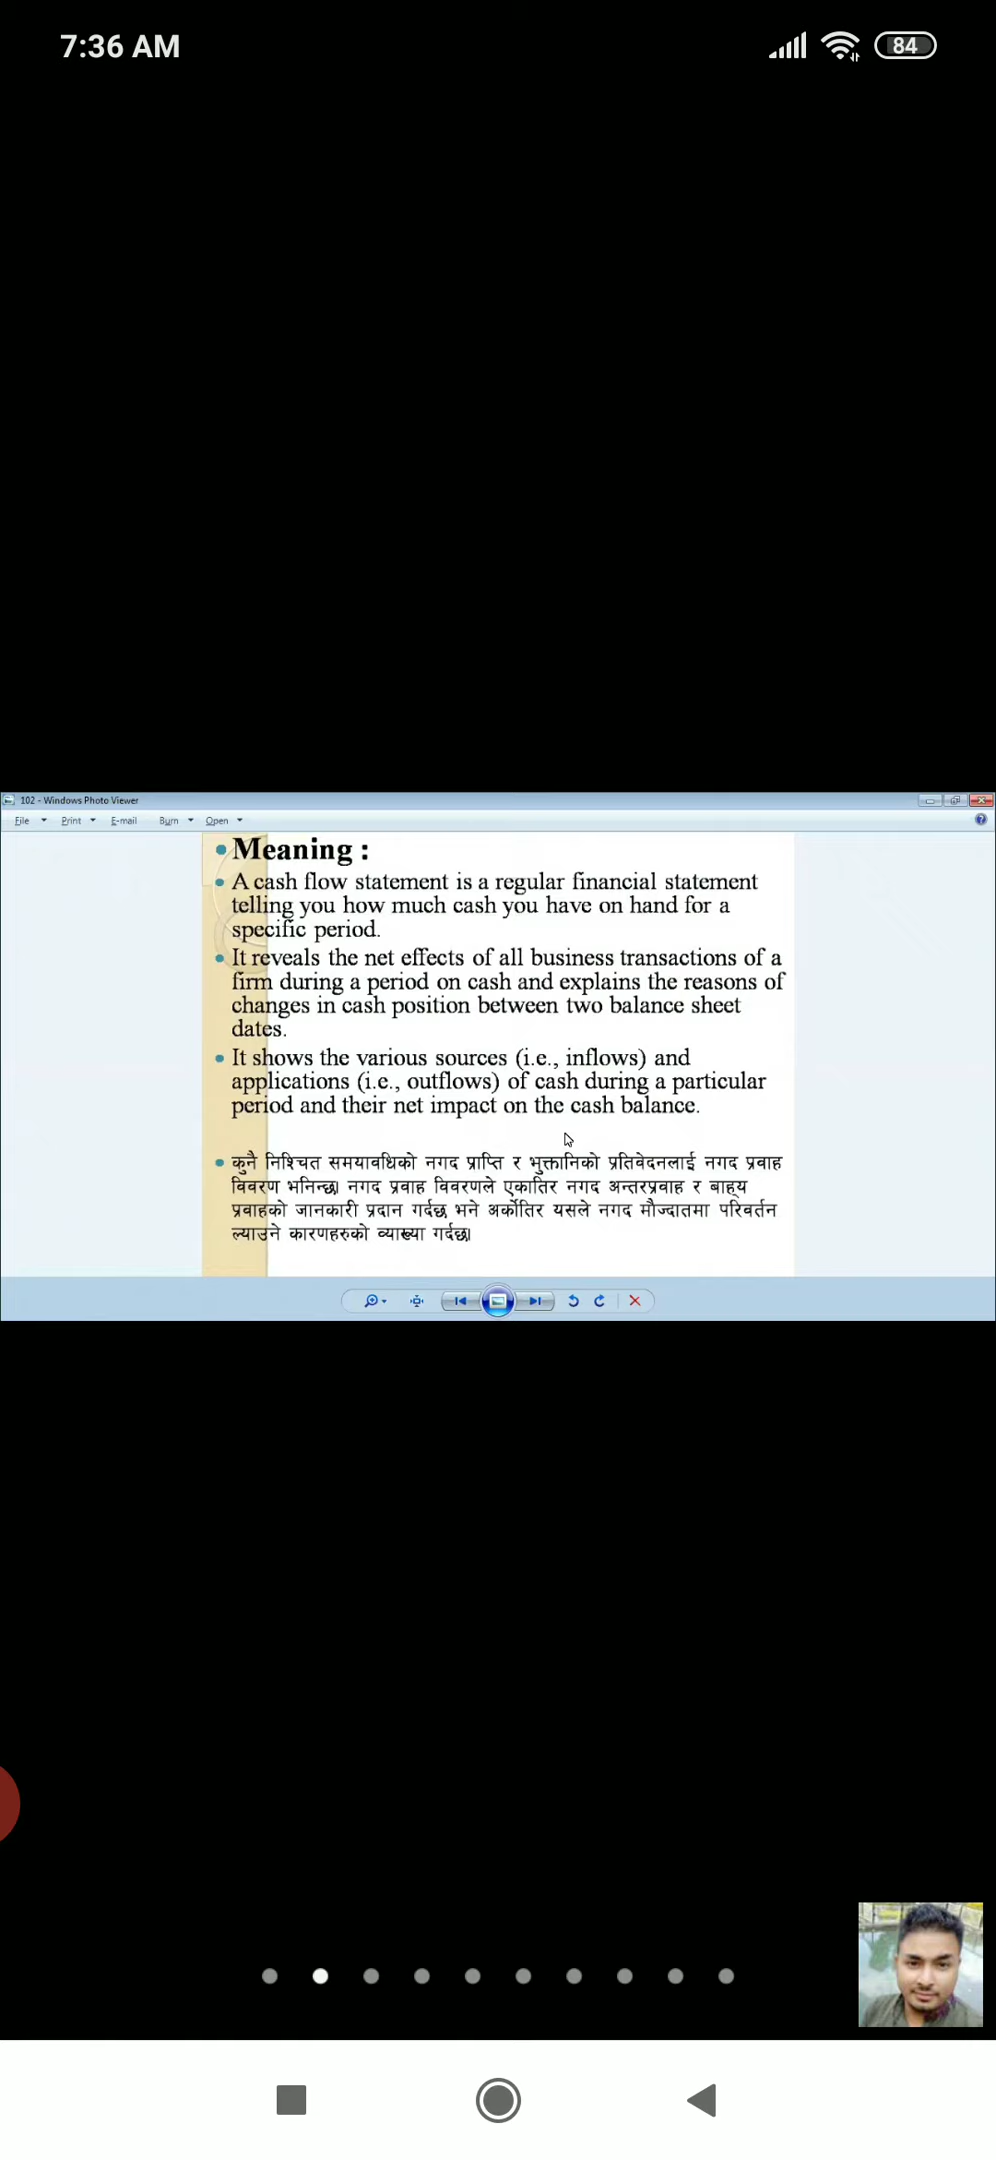 7:36 AM
84
102 - Windows Photo Viewer
File Print E-mail Burn Open
Meaning :
A cash flow statement is a regular financial statement
telling you how much cash you have on hand for a
specific period.
It reveals the net effects of all business transactions of a
firm during a period on cash and explains the reasons of
changes in cash position between two balance sheet
dates.
It shows the various sources (i.e., inflows) and
applications (i.e., outflows) of cash during a particular
period and their net impact on the cash balance.
कुनै निश्चित समयावधिको नगद प्राप्ति र भुक्तानिको प्रतिवेदनलाई नगद प्रवाह
विवरण भनिन्छ। नगद प्रवाह विवरणले एकातिर नगद अन्तरप्रवाह र बाह्य
प्रवाहको जानकारी प्रदान गर्दछ भने अर्कोतिर यसले नगद मौज्दातमा परिवर्तन
ल्याउने कारणहरुको व्याख्या गर्दछ।